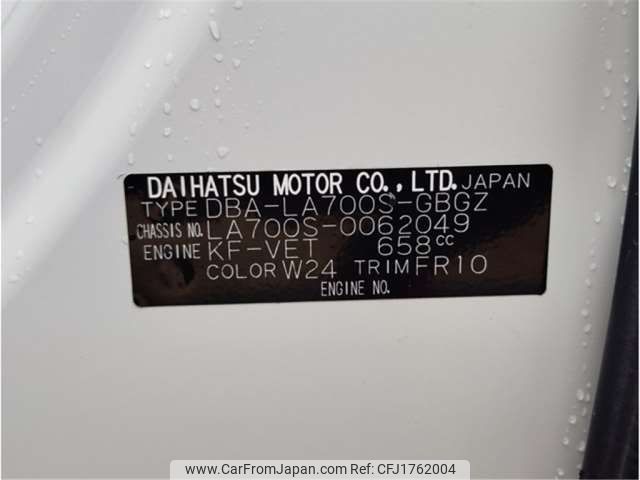 DAIHATSU MOTOR CO.,LTD. JAPAN
TYPE DBA-LA700S-GBGZ
CHASSIS NO. LA700S-0062049
ENGINE KF-VET 658cc
COLOR W24 TRIM FR10
ENGINE NO.
www.CarFromJapan.com CFJ1762004